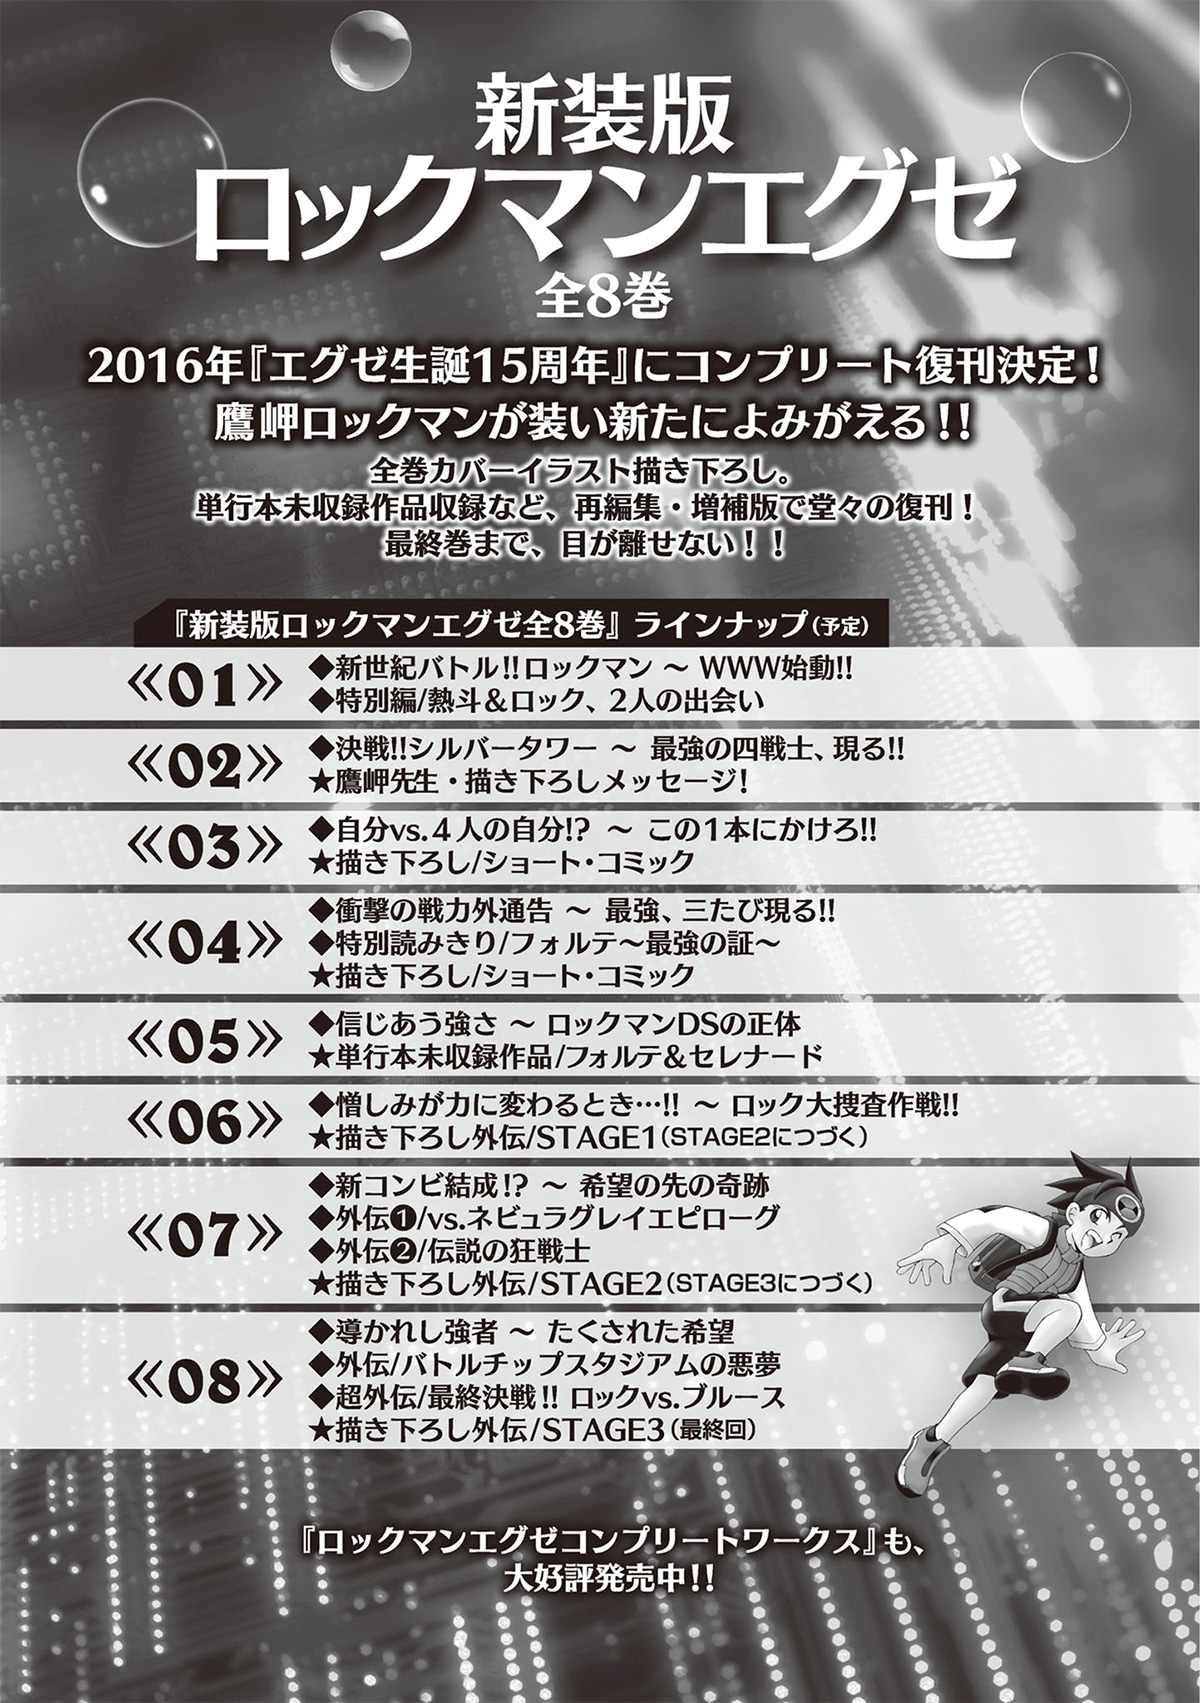 新装版
ロックマンエグゼ
全8巻
2016年『エグゼ生誕15周年』にコンプリート復刊決定！
鷹岬ロックマンが装い新たによみがえる！！
全巻カバーイラスト描き下ろし。
単行本未収録作品収録など、再編集・増補版で堂々の復刊！
最終巻まで、目が離せない！！
『新装版ロックマンエグゼ全8巻』ラインナップ（予定）
≪01≫
◆新世紀バトル!!ロックマン ～ WWW始動!!
◆特別編/熱斗＆ロック、2人の出会い
≪02≫
◆決戦!!シルバータワー ～ 最強の四戦士、現る!!
★鷹岬先生・描き下ろしメッセージ！
≪03≫
◆自分vs.４人の自分!? ～ この１本にかけろ!!
★描き下ろし/ショート・コミック
≪04≫
◆衝撃の戦力外通告 ～ 最強、三たび現る!!
◆特別読みきり/フォルテ～最強の証～
★描き下ろし/ショート・コミック
≪05≫
◆信じあう強さ ～ ロックマンDSの正体
★単行本未収録作品/フォルテ＆セレナード
≪06≫
◆憎しみが力に変わるとき…!! ～ ロック大捜査作戦!!
★描き下ろし外伝/STAGE1（STAGE2につづく）
≪07≫
◆新コンビ結成!? ～ 希望の先の奇跡
◆外伝❶/vs.ネビュラグレイエピローグ
◆外伝❷/伝説の狂戦士
★描き下ろし外伝/STAGE2（STAGE3につづく）
≪08≫
◆導かれし強者 ～ たくされた希望
◆外伝/バトルチップスタジアムの悪夢
◆超外伝/最終決戦!! ロックvs.ブルース
★描き下ろし外伝/STAGE3（最終回）
『ロックマンエグゼコンプリートワークス』も、
大好評発売中!!